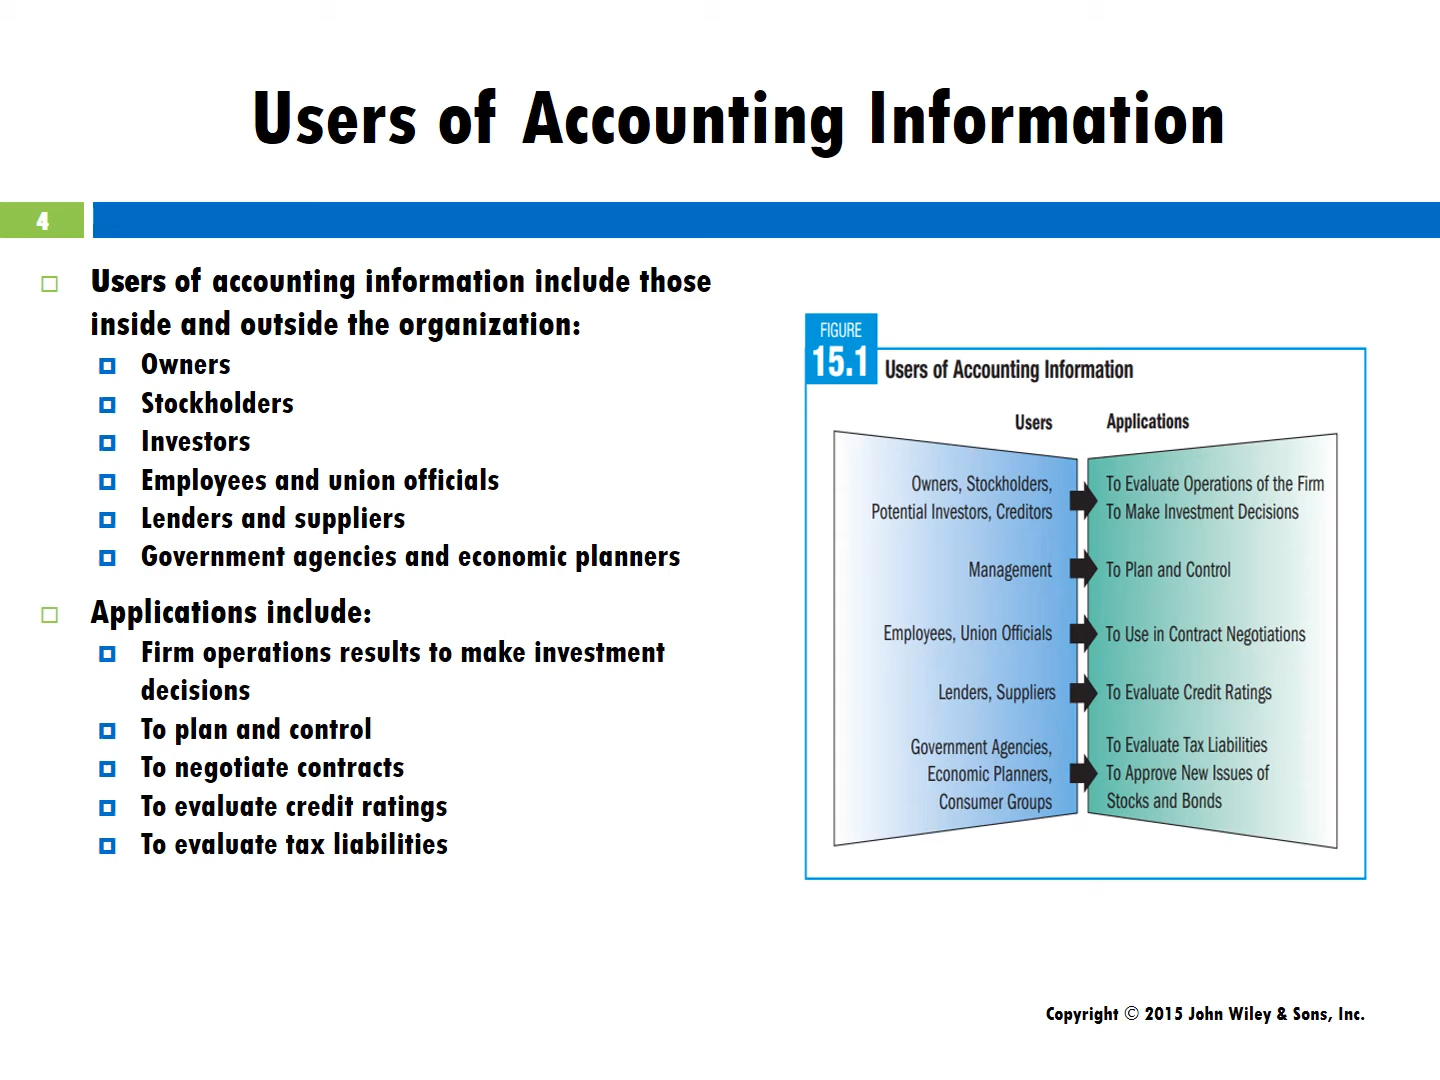 Users of Accounting Information
4
Users of accounting information include those
inside and outside the organization:
Owners
Stockholders
Investors
Employees and union officials
Lenders and suppliers
Government agencies and economic planners
Applications include:
Firm operations results to make investment
decisions
To plan and control
To negotiate contracts
To evaluate credit ratings
To evaluate tax liabilities
FIGURE
15.1
Users of Accounting Information
Users
Applications
Owners, Stockholders,
Potential Investors, Creditors
To Evaluate Operations of the Firm
To Make Investment Decisions
Management
To Plan and Control
Employees, Union Officials
To Use in Contract Negotiations
Lenders, Suppliers
To Evaluate Credit Ratings
Government Agencies,
Economic Planners,
Consumer Groups
To Evaluate Tax Liabilities
To Approve New Issues of
Stocks and Bonds
Copyright © 2015 John Wiley & Sons, Inc.